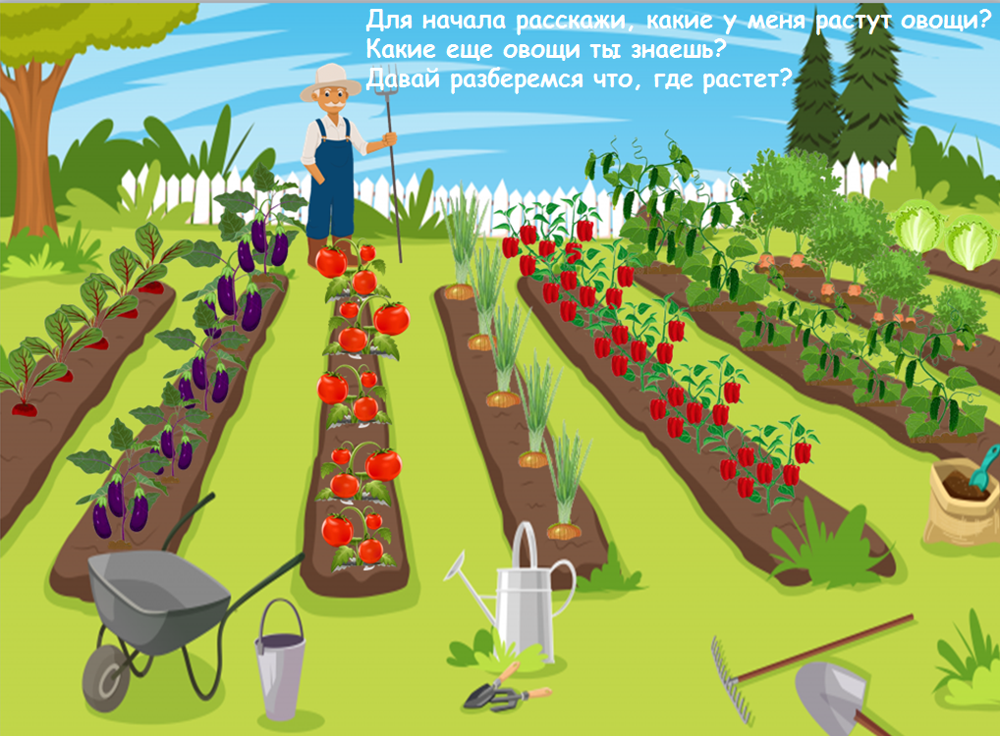 Для начала расскажи, какие у меня растут овощи?
Какие еще овощи ты знаешь?
Давай разберемся что, где растет?